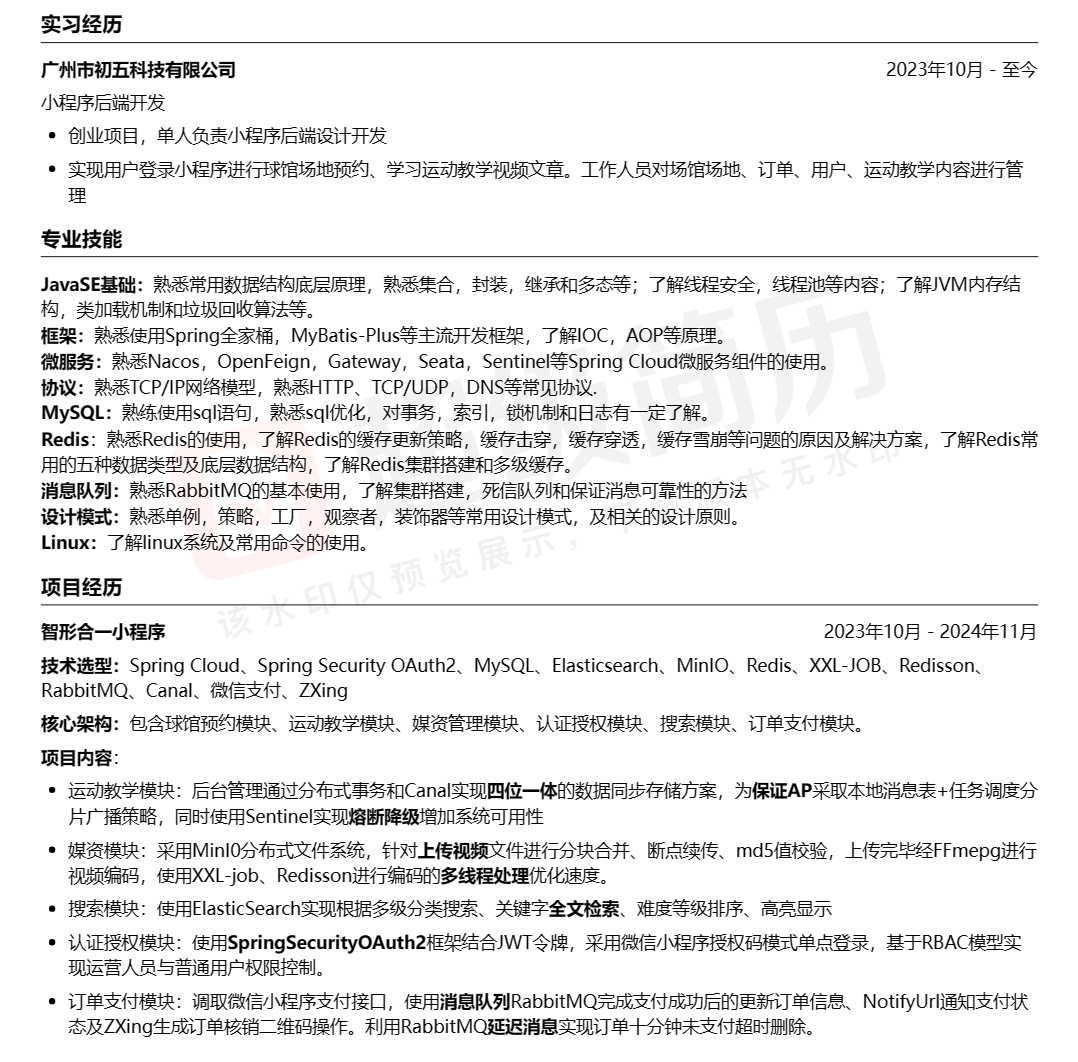 实习经历
广州市初五科技有限公司 2023年10月 - 至今
小程序后端开发
• 创业项目，单人负责小程序后端设计开发
• 实现用户登录小程序进行球馆场地预约、学习运动教学视频文章。工作人员对场馆场地、订单、用户、运动教学内容进行管
理
专业技能
JavaSE基础：熟悉常用数据结构底层原理，熟悉集合，封装，继承和多态等；了解线程安全，线程池等内容；了解JVM内存结
构，类加载机制和垃圾回收算法等。
框架：熟悉使用Spring全家桶，MyBatis-Plus等主流开发框架，了解IOC，AOP等原理。
微服务：熟悉Nacos，OpenFeign，Gateway，Seata，Sentinel等Spring Cloud微服务组件的使用。
协议：熟悉TCP/IP网络模型，熟悉HTTP、TCP/UDP，DNS等常见协议.
MySQL：熟练使用sql语句，熟悉sql优化，对事务，索引，锁机制和日志有一定了解。
Redis：熟悉Redis的使用，了解Redis的缓存更新策略，缓存击穿，缓存穿透，缓存雪崩等问题的原因及解决方案，了解Redis常
用的五种数据类型及底层数据结构，了解Redis集群搭建和多级缓存。
消息队列：熟悉RabbitMQ的基本使用，了解集群搭建，死信队列和保证消息可靠性的方法
设计模式：熟悉单例，策略，工厂，观察者，装饰器等常用设计模式，及相关的设计原则。
Linux：了解linux系统及常用命令的使用。
项目经历
智形合一小程序 2023年10月 - 2024年11月
技术选型：Spring Cloud、Spring Security OAuth2、MySQL、Elasticsearch、MinIO、Redis、XXL-JOB、Redisson、
RabbitMQ、Canal、微信支付、ZXing
核心架构：包含球馆预约模块、运动教学模块、媒资管理模块、认证授权模块、搜索模块、订单支付模块。
项目内容：
• 运动教学模块：后台管理通过分布式事务和Canal实现四位一体的数据同步存储方案，为保证AP采取本地消息表+任务调度分
片广播策略，同时使用Sentinel实现熔断降级增加系统可用性
• 媒资模块：采用MinI0分布式文件系统，针对上传视频文件进行分块合并、断点续传、md5值校验，上传完毕经FFmepg进行
视频编码，使用XXL-job、Redisson进行编码的多线程处理优化速度。
• 搜索模块：使用ElasticSearch实现根据多级分类搜索、关键字全文检索、难度等级排序、高亮显示
• 认证授权模块：使用SpringSecurityOAuth2框架结合JWT令牌，采用微信小程序授权码模式单点登录，基于RBAC模型实
现运营人员与普通用户权限控制。
• 订单支付模块：调取微信小程序支付接口，使用消息队列RabbitMQ完成支付成功后的更新订单信息、NotifyUrl通知支付状
态及ZXing生成订单核销二维码操作。利用RabbitMQ延迟消息实现订单十分钟未支付超时删除。